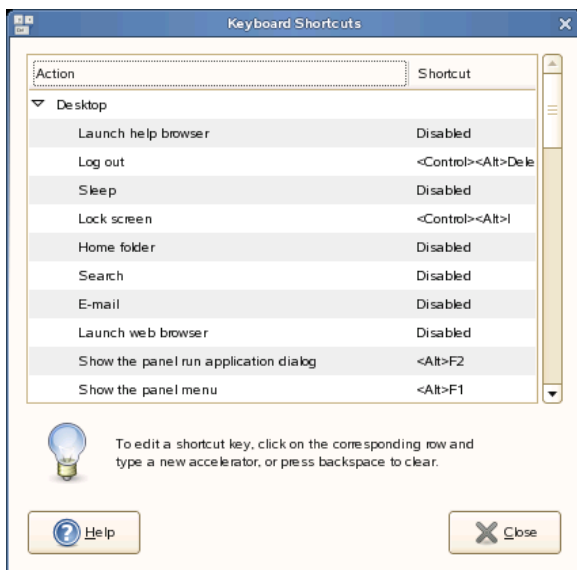 Keyboard Shortcuts
Action Shortcut
Desktop
Launch help browser Disabled
Log out <Control><Alt>Dele
Sleep Disabled
Lock screen <Control><Alt>l
Home folder Disabled
Search Disabled
E-mail Disabled
Launch web browser Disabled
Show the panel run application dialog <Alt>F2
Show the panel menu <Alt>F1
To edit a shortcut key, click on the corresponding row and
type a new accelerator, or press backspace to clear.
Help Close